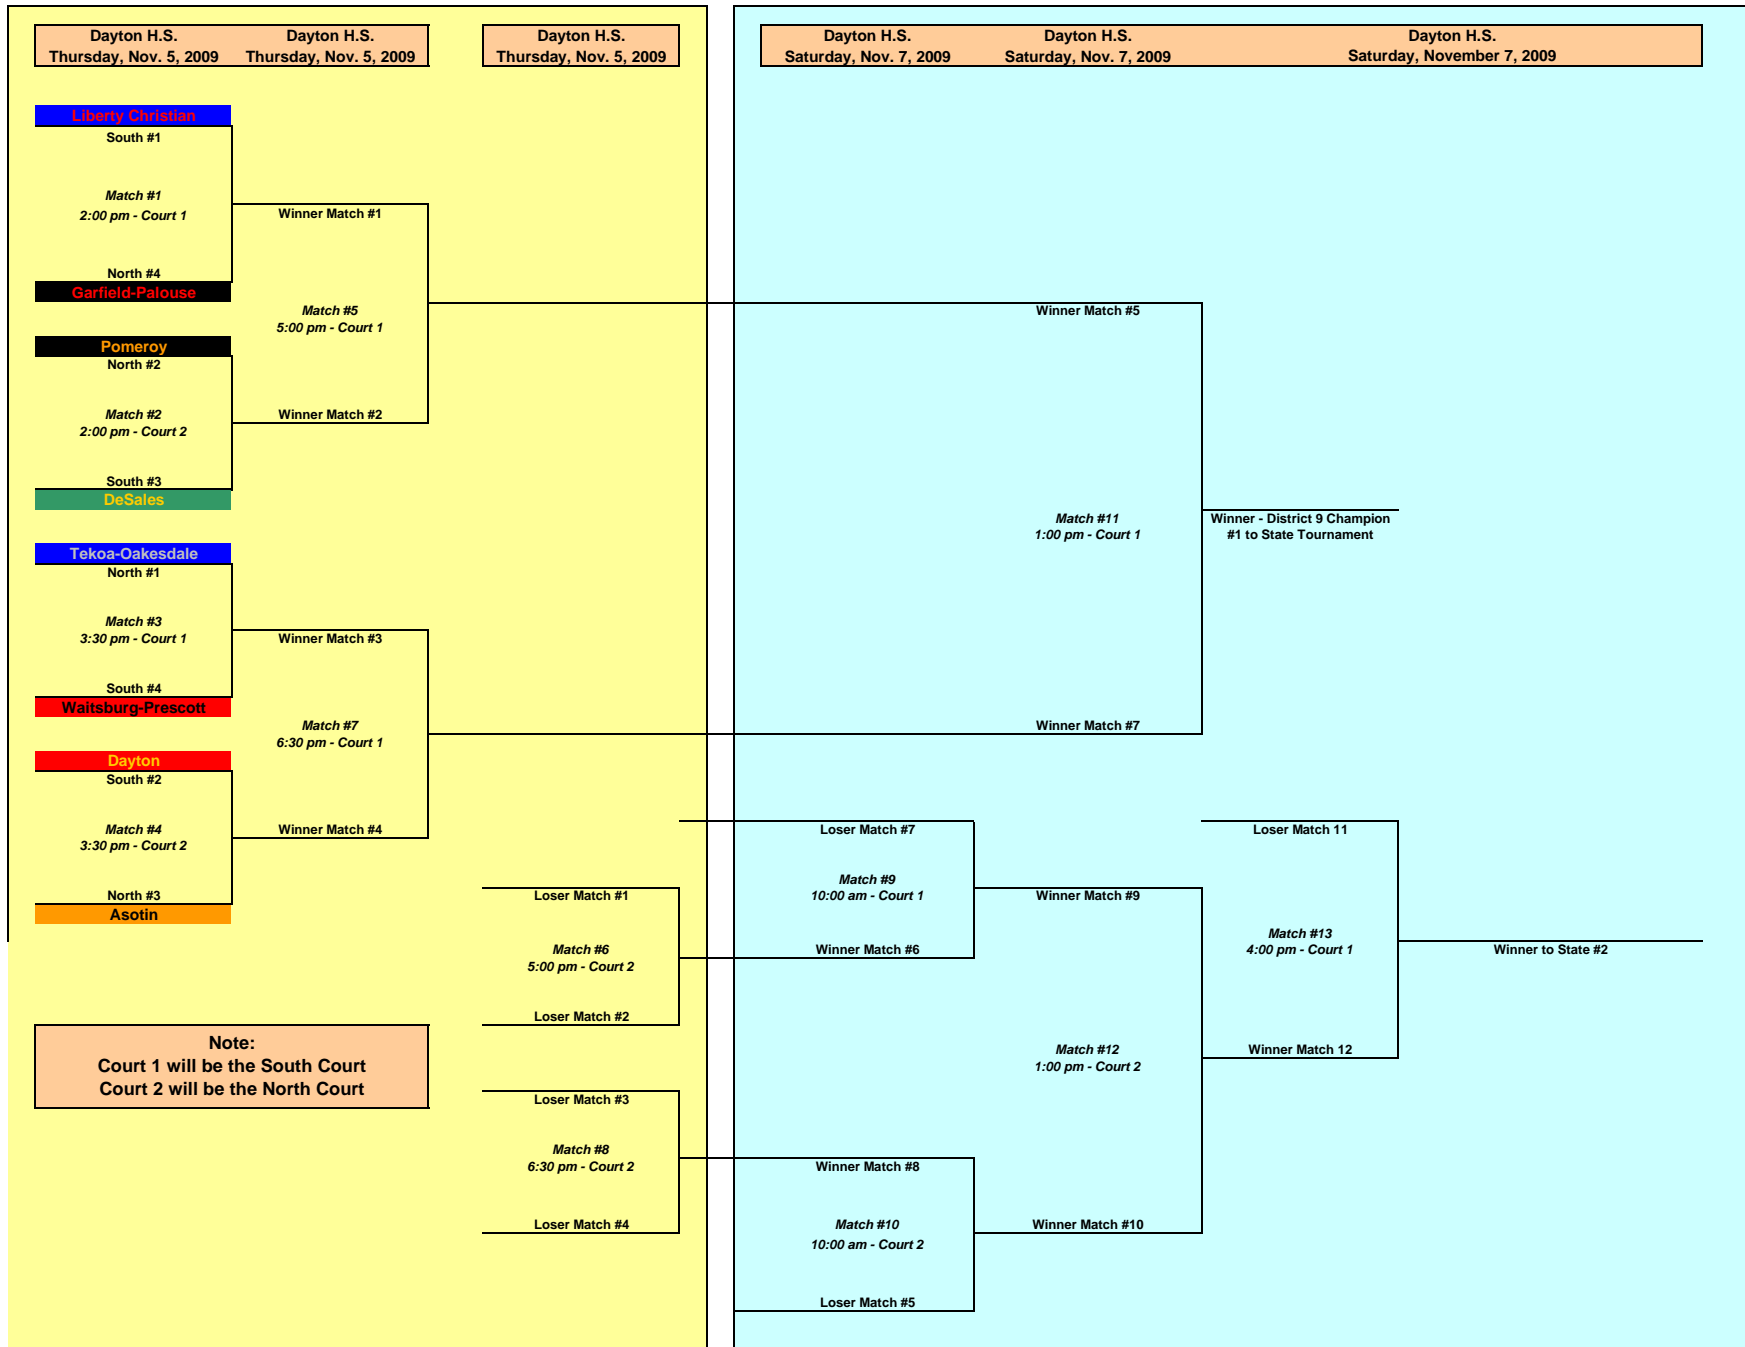 Dayton H.S.
Thursday, Nov. 5, 2009
Dayton H.S.
Thursday, Nov. 5, 2009
Dayton H.S.
Thursday, Nov. 5, 2009
Dayton H.S.
Saturday, Nov. 7, 2009
Dayton H.S.
Saturday, Nov. 7, 2009
Dayton H.S.
Saturday, November 7, 2009
Liberty Christian
South #1
Match #1
2:00 pm - Court 1
North #4
Garfield-Palouse
Pomeroy
North #2
Match #2
2:00 pm - Court 2
South #3
DeSales
Tekoa-Oakesdale
North #1
Match #3
3:30 pm - Court 1
South #4
Waitsburg-Prescott
Dayton
South #2
Match #4
3:30 pm - Court 2
North #3
Asotin
Winner Match #1
Match #5
5:00 pm - Court 1
Winner Match #2
Winner Match #3
Match #7
6:30 pm - Court 1
Winner Match #4
Loser Match #1
Match #6
5:00 pm - Court 2
Loser Match #2
Loser Match #3
Match #8
6:30 pm - Court 2
Loser Match #4
Note:
Court 1 will be the South Court
Court 2 will be the North Court
Winner Match #5
Match #11
1:00 pm - Court 1
Winner Match #7
Winner - District 9 Champion
#1 to State Tournament
Loser Match #7
Match #9
10:00 am - Court 1
Winner Match #6
Winner Match #8
Match #10
10:00 am - Court 2
Loser Match #5
Winner Match #9
Match #12
1:00 pm - Court 2
Winner Match #10
Loser Match 11
Match #13
4:00 pm - Court 1
Winner Match 12
Winner to State #2